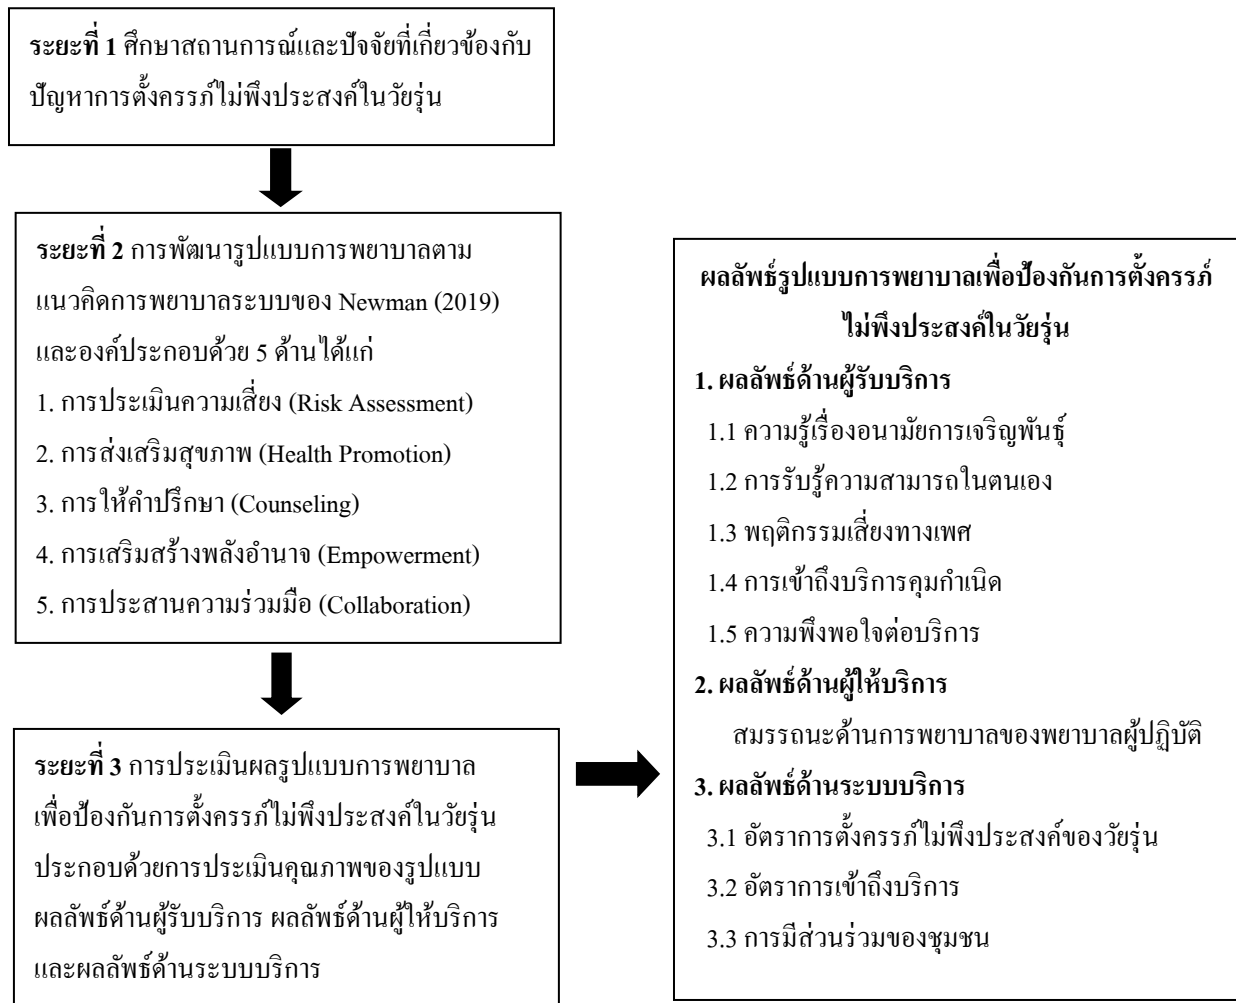 ระยะที่ 1 ศึกษาสถานการณ์และปัจจัยที่เกี่ยวข้องกับ
ปัญหาการตั้งครรภ์ไม่พึงประสงค์ในวัยรุ่น
ระยะที่ 2 การพัฒนารูปแบบการพยาบาลตาม
แนวคิดการพยาบาลระบบของ Newman (2019)
และองค์ประกอบด้วย 5 ด้านได้แก่
1. การประเมินความเสี่ยง (Risk Assessment)
2. การส่งเสริมสุขภาพ (Health Promotion)
3. การให้คำปรึกษา (Counseling)
4. การเสริมสร้างพลังอำนาจ (Empowerment)
5. การประสานความร่วมมือ (Collaboration)
ระยะที่ 3 การประเมินผลรูปแบบการพยาบาล
เพื่อป้องกันการตั้งครรภ์ไม่พึงประสงค์ในวัยรุ่น
ประกอบด้วยการประเมินคุณภาพของรูปแบบ
ผลลัพธ์ด้านผู้รับบริการ ผลลัพธ์ด้านผู้ให้บริการ
และผลลัพธ์ด้านระบบบริการ
ผลลัพธ์รูปแบบการพยาบาลเพื่อป้องกันการตั้งครรภ์
ไม่พึงประสงค์ในวัยรุ่น
1. ผลลัพธ์ด้านผู้รับบริการ
1.1 ความรู้เรื่องอนามัยการเจริญพันธุ์
1.2 การรับรู้ความสามารถในตนเอง
1.3 พฤติกรรมเสี่ยงทางเพศ
1.4 การเข้าถึงบริการคุมกำเนิด
1.5 ความพึงพอใจต่อบริการ
2. ผลลัพธ์ด้านผู้ให้บริการ
สมรรถนะด้านการพยาบาลของพยาบาลผู้ปฏิบัติ
3. ผลลัพธ์ด้านระบบบริการ
3.1 อัตราการตั้งครรภ์ไม่พึงประสงค์ของวัยรุ่น
3.2 อัตราการเข้าถึงบริการ
3.3 การมีส่วนร่วมของชุมชน